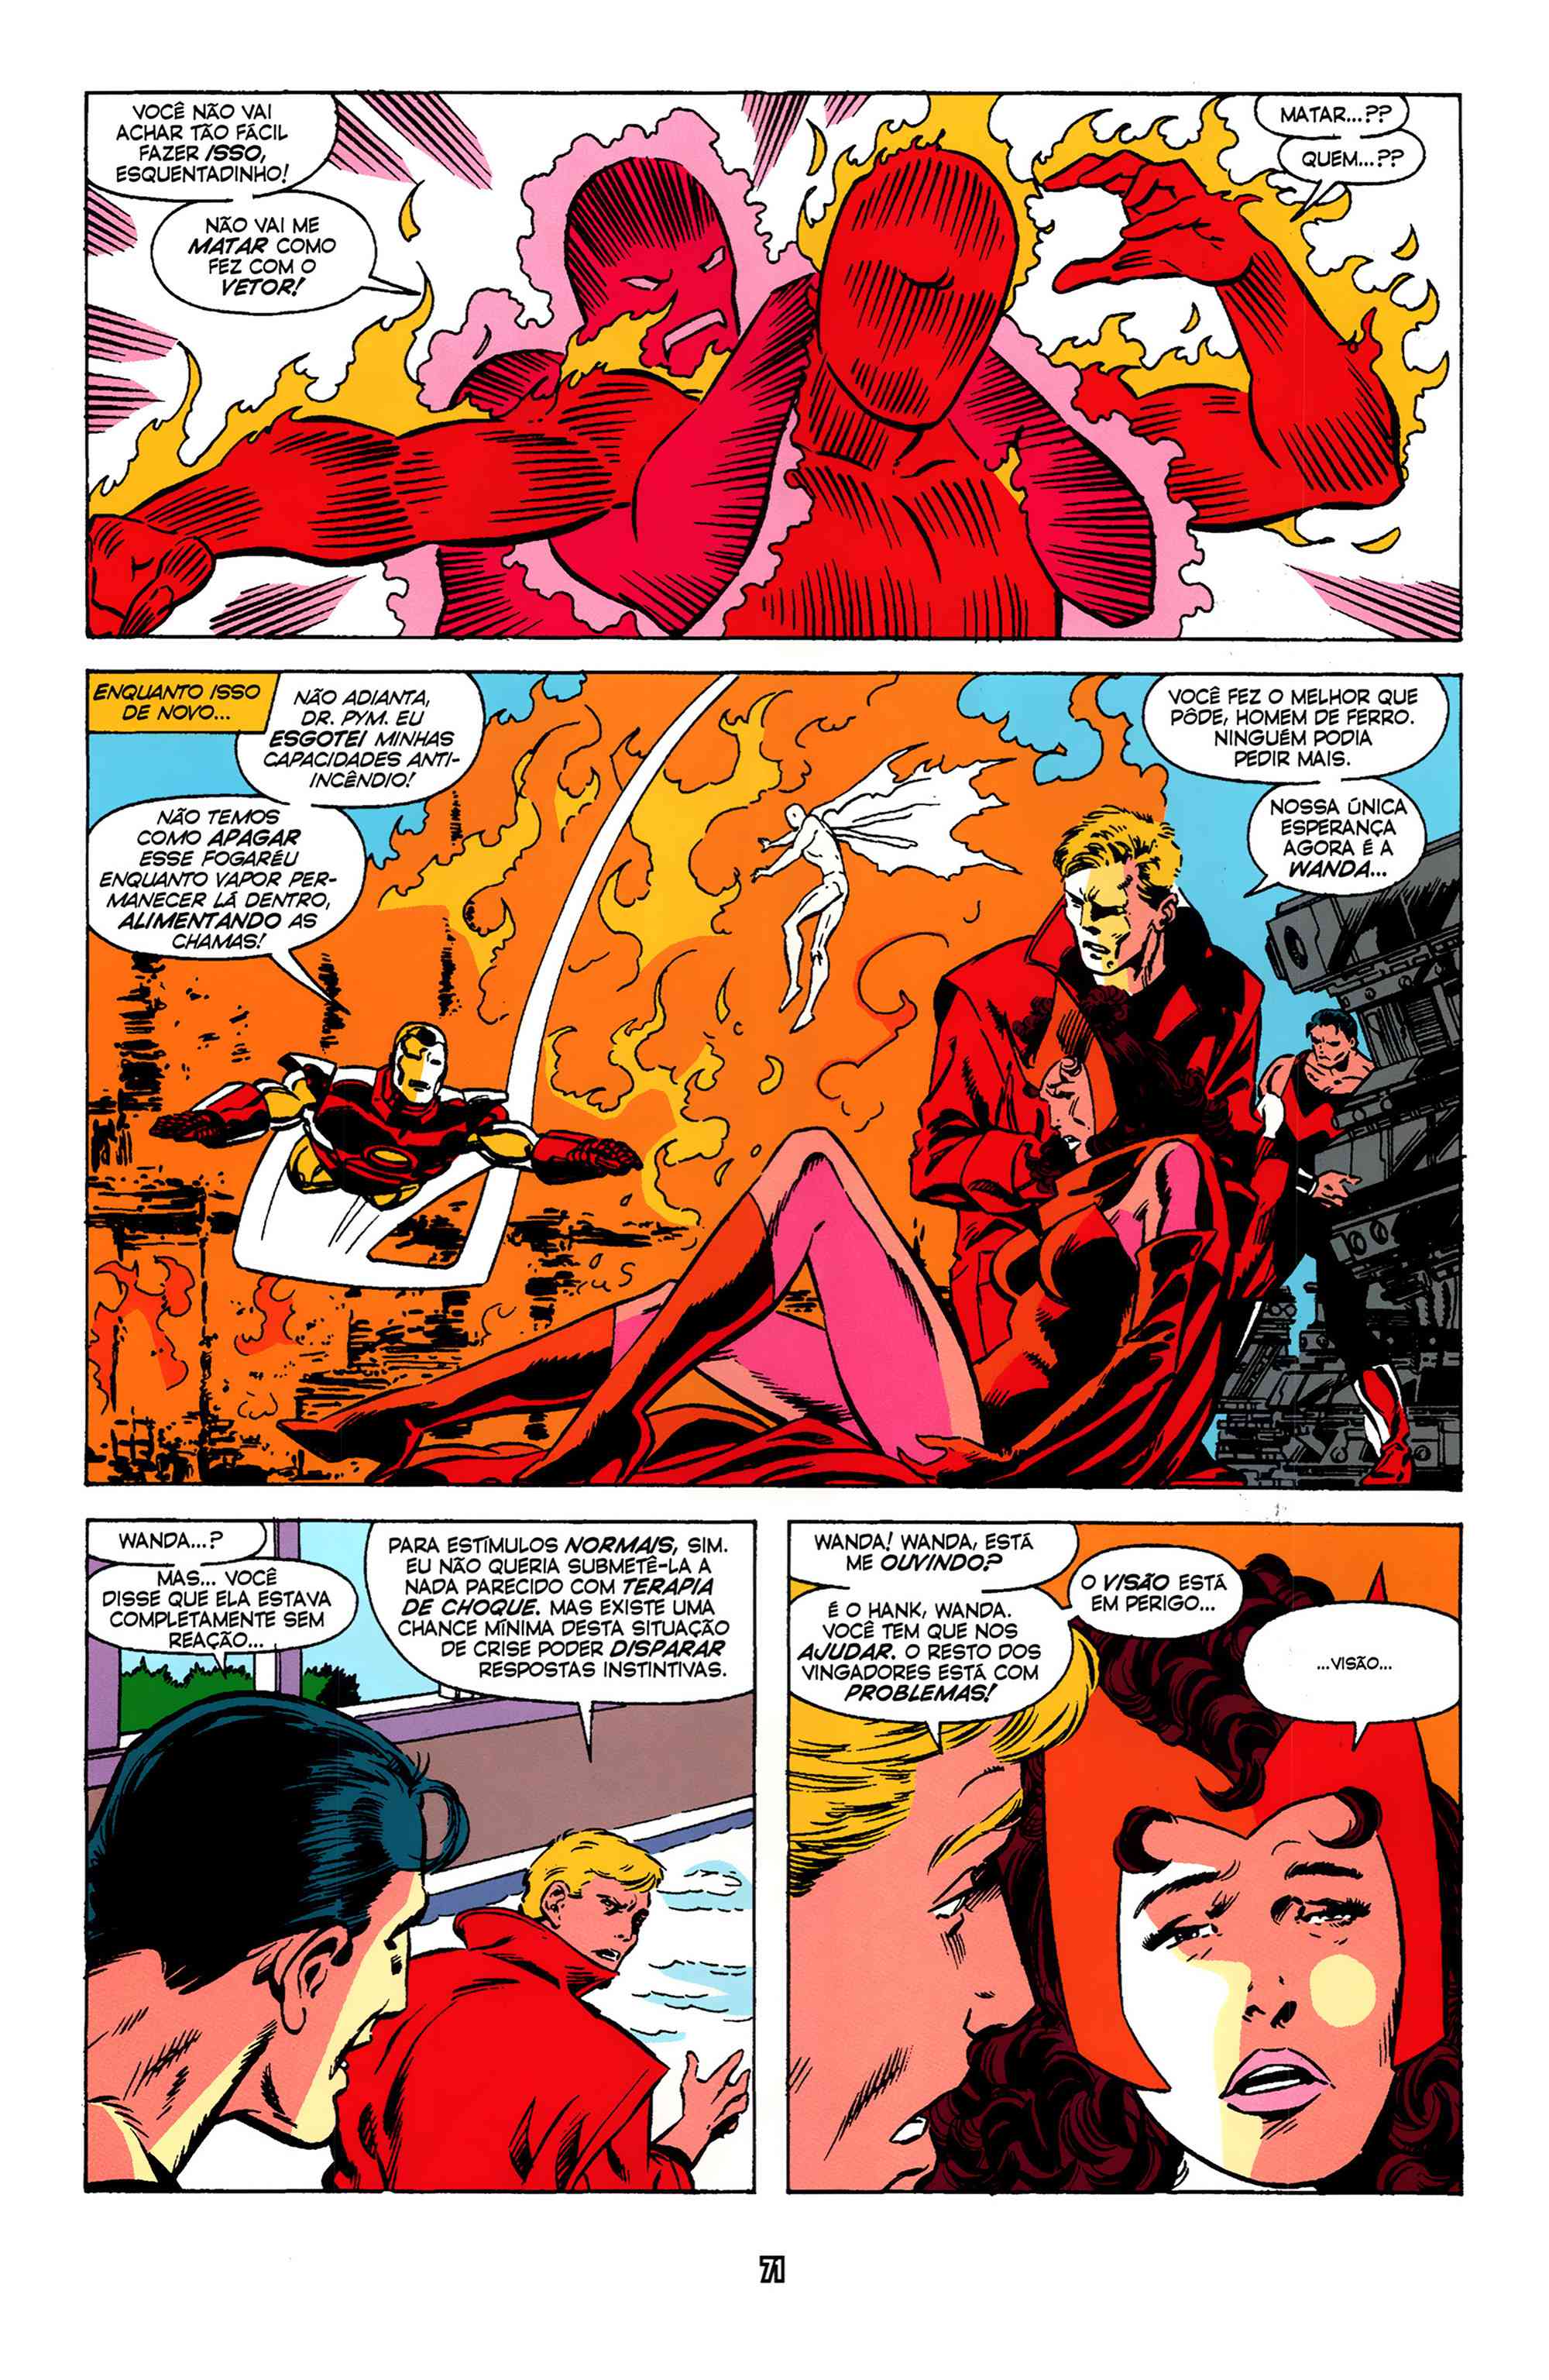 VOCÊ NÃO VAI
ACHAR TÃO FÁCIL
FAZER ISSO,
ESQUENTADINHO!
NÃO VAI ME
MATAR COMO
FEZ COM O
VETOR!
MATAR...??
QUEM...??
ENQUANTO ISSO
DE NOVO...
NÃO ADIANTA,
DR. PYM. EU
ESGOTEI MINHAS
CAPACIDADES ANTI-
INCÊNDIO!
NÃO TEMOS
COMO APAGAR
ESSE FOGARÉU
ENQUANTO VAPOR PER-
MANECER LÁ DENTRO,
ALIMENTANDO AS
CHAMAS!
VOCÊ FEZ O MELHOR QUE
PÔDE, HOMEM DE FERRO.
NINGUÉM PODIA
PEDIR MAIS.
NOSSA ÚNICA
ESPERANÇA
AGORA É A
WANDA...
WANDA...?
MAS... VOCÊ
DISSE QUE ELA ESTAVA
COMPLETAMENTE SEM
REAÇÃO...
PARA ESTÍMULOS NORMAIS, SIM.
EU NÃO QUERIA SUBMETÊ-LA A
NADA PARECIDO COM TERAPIA
DE CHOQUE. MAS EXISTE UMA
CHANCE MÍNIMA DESTA SITUAÇÃO
DE CRISE PODER DISPARAR
RESPOSTAS INSTINTIVAS.
WANDA! WANDA, ESTÁ
ME OUVINDO?
É O HANK, WANDA.
VOCÊ TEM QUE NOS
AJUDAR. O RESTO DOS
VINGADORES ESTÁ COM
PROBLEMAS!
O VISÃO ESTÁ
EM PERIGO...
...VISÃO...
71